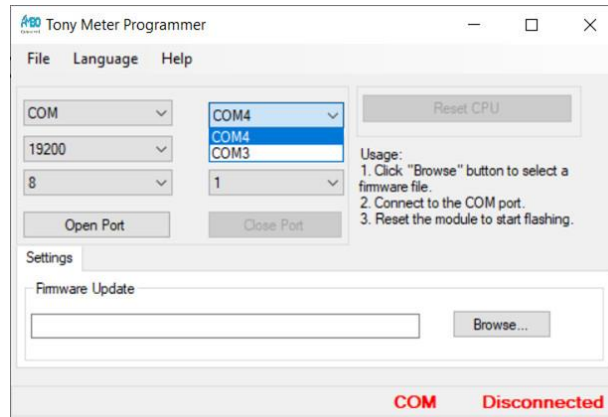 AMBO
Tony Meter Programmer
File Language Help
COM
COM4
Reset CPU
COM4
COM3
19200
8
1
Usage:
1. Click "Browse" button to select a
firmware file.
2. Connect to the COM port.
3. Reset the module to start flashing.
Open Port
Close Port
Settings
Firmware Update
Browse...
COM Disconnected